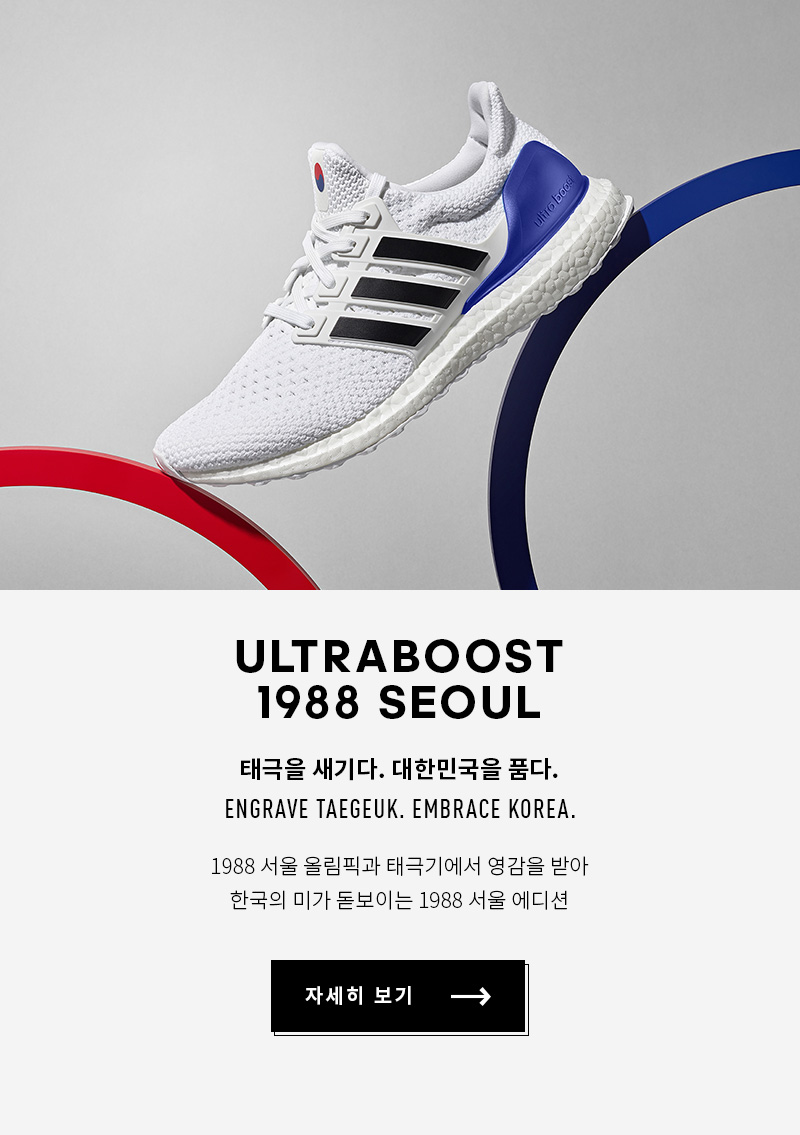 ultraboost
ULTRABOOST
1988 SEOUL
태극을 새기다. 대한민국을 품다.
ENGRAVE TAEGEUK. EMBRACE KOREA.
1988 서울 올림픽과 태극기에서 영감을 받아
한국의 미가 돋보이는 1988 서울 에디션
자세히 보기